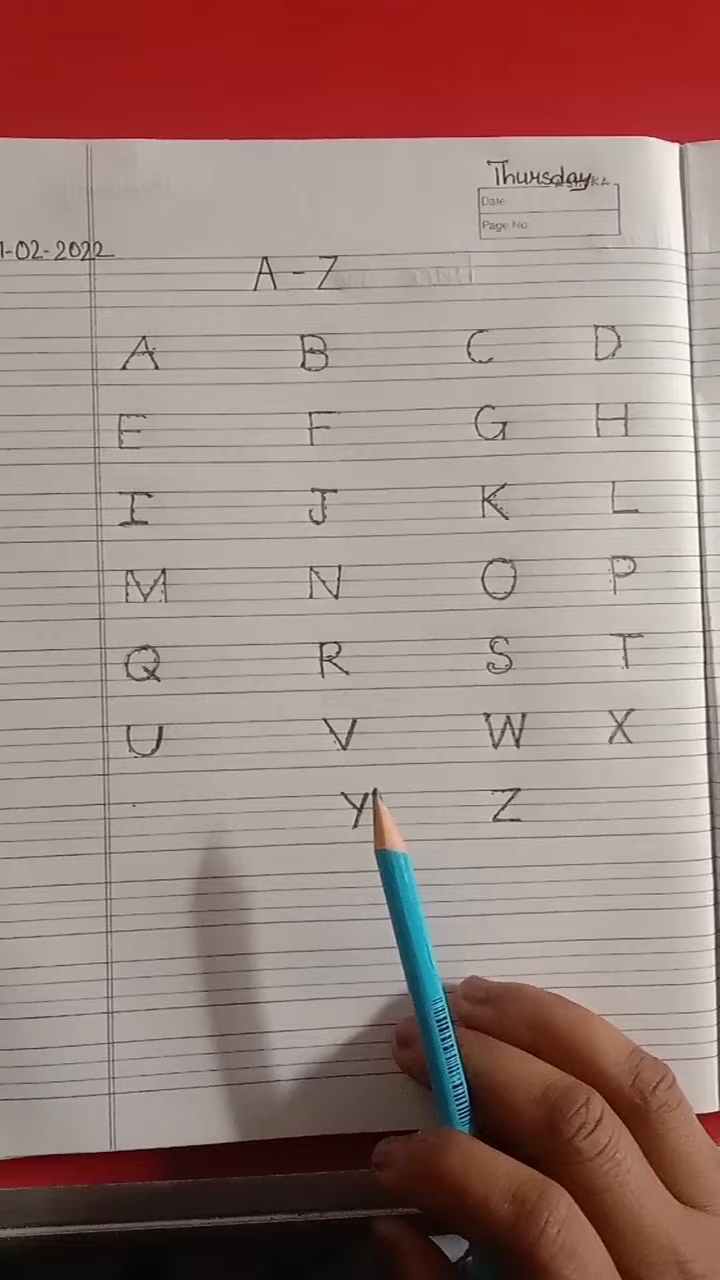 Thursday
Date
Page No
1-02-2022
A-Z
A B C D
E F G H
I J K L
M N O P
Q R S T
U V W X
Y Z